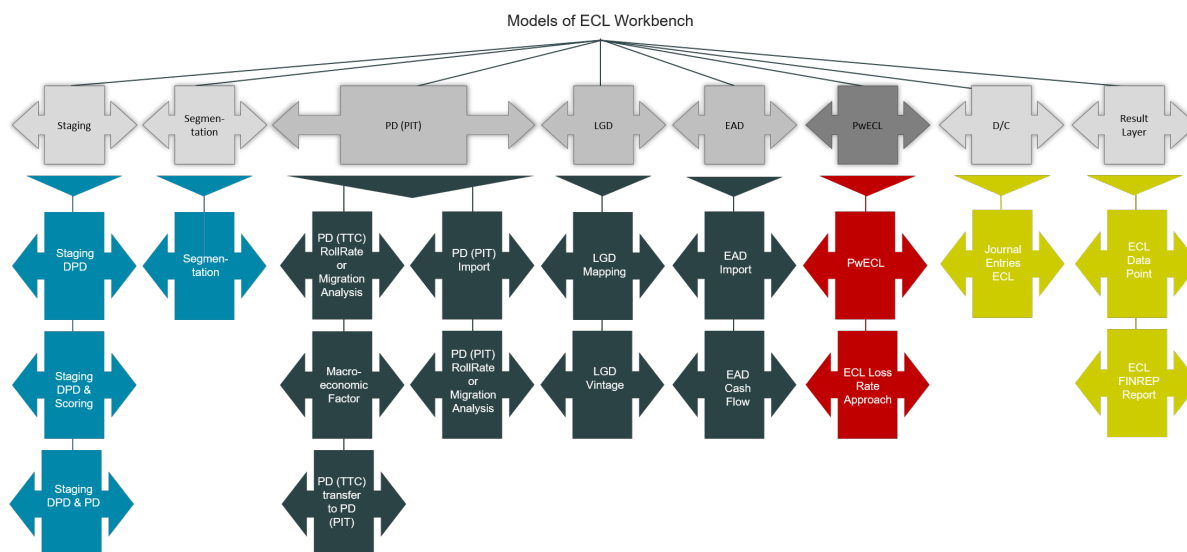 Models of ECL Workbench
Staging
Segmen-
tation
PD (PIT)
LGD
EAD
PwECL
D/C
Result
Layer
Staging
DPD
Segmen-
tation
PD (TTC)
RollRate
or
Migration
Analysis
PD (PIT)
Import
LGD
Mapping
EAD
Import
PwECL
Journal
Entries
ECL
ECL
Data
Point
Staging
DPD &
Scoring
Macro-
economic
Factor
PD (PIT)
RollRate
or
Migration
Analysis
LGD
Vintage
EAD
Cash
Flow
ECL Loss
Rate
Approach
ECL
FINREP
Report
Staging
DPD & PD
PD (TTC)
transfer
to PD
(PIT)